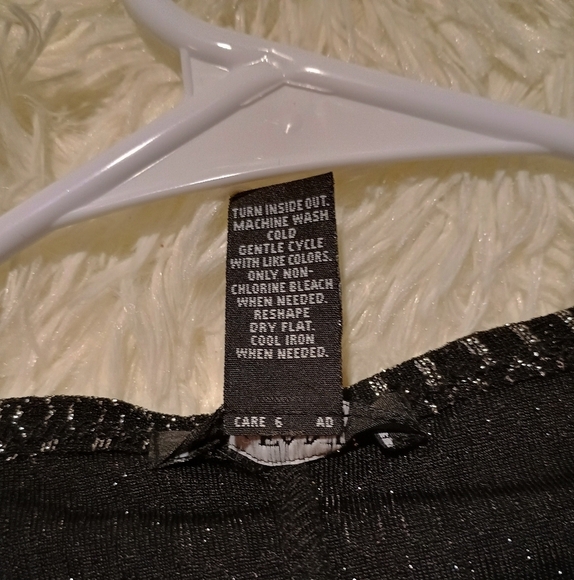 TURN INSIDE OUT.
MACHINE WASH
COLD
GENTLE CYCLE
WITH LIKE COLORS.
ONLY NON-
CHLORINE BLEACH
WHEN NEEDED.
RESHAPE
DRY FLAT.
COOL IRON
WHEN NEEDED.
CARE 6 AD